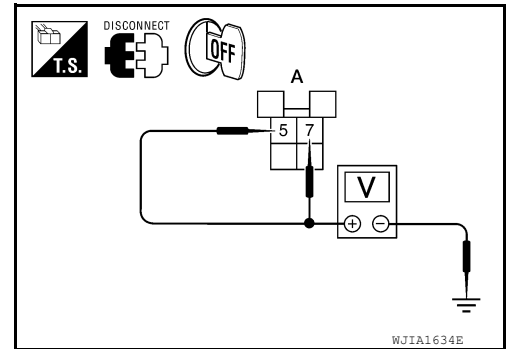 DISCONNECT
T.S.
OFF
A
5 7
V
+ −
WJIA1634E